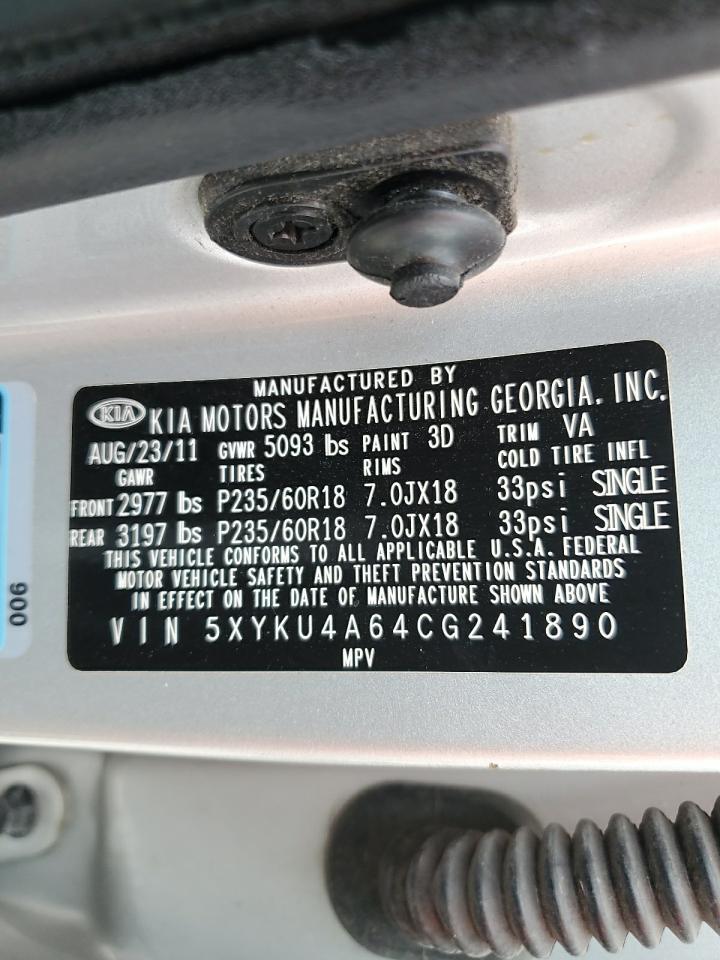 MANUFACTURED BY
KIA KIA MOTORS MANUFACTURING GEORGIA. INC.
AUG/23/11 GVWR 5093 lbs PAINT 3D TRIM VA
GAWR TIRES RIMS COLD TIRE INFL
FRONT 2977 lbs P235/60R18 7.0JX18 33psi SINGLE
REAR 3197 lbs P235/60R18 7.0JX18 33psi SINGLE
THIS VEHICLE CONFORMS TO ALL APPLICABLE U.S.A. FEDERAL
MOTOR VEHICLE SAFETY AND THEFT PREVENTION STANDARDS
IN EFFECT ON THE DATE OF MANUFACTURE SHOWN ABOVE
VIN 5XYKU4A64CG241890
MPV
006